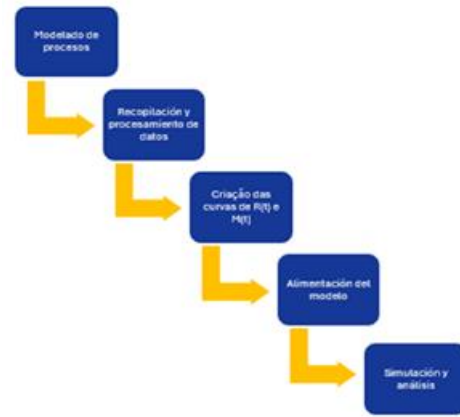 Modelado de
procesos
Recopilación y
procesamiento de
datos
Criação das
curvas de R(t) e
M(t)
Alimentación del
modelo
Simulación y
análisis